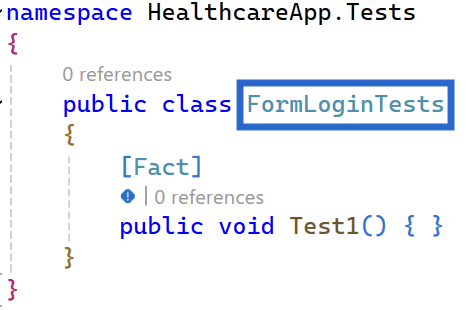 namespace HealthcareApp.Tests
{
0 references
public class FormLoginTests
{
[Fact]
| 0 references
public void Test1() { }
}
}